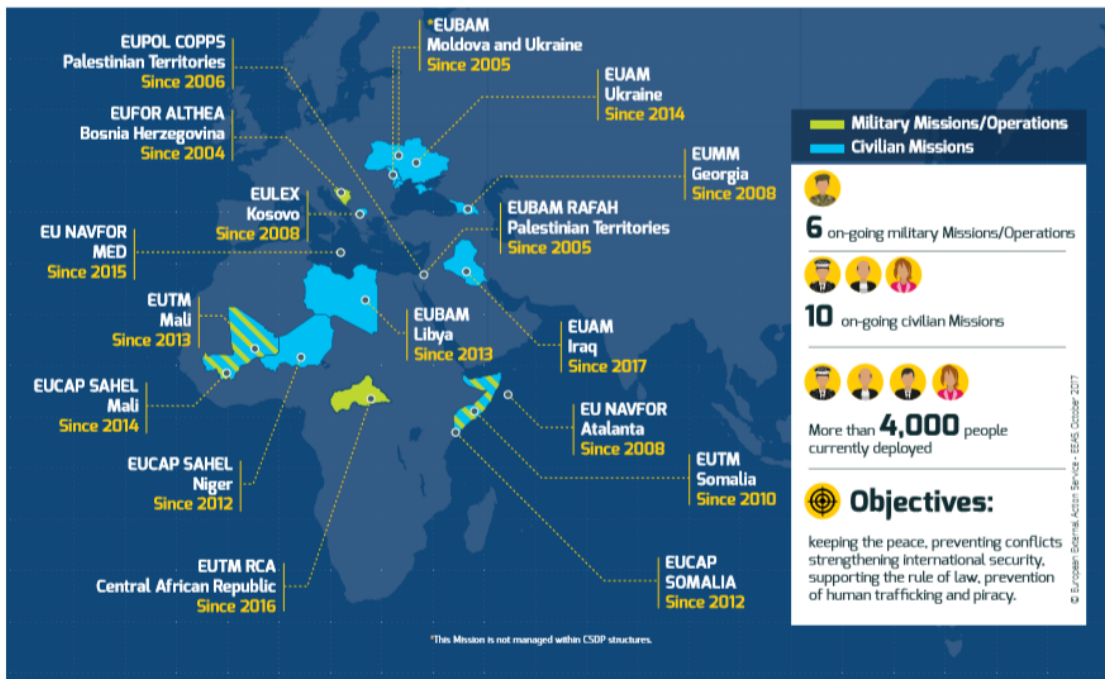 EUPOL COPPS
Palestinian Territories
Since 2006
*EUBAM
Moldova and Ukraine
Since 2005
EUAM
Ukraine
Since 2014
EUFOR ALTHEA
Bosnia Herzegovina
Since 2004
EUMM
Georgia
Since 2008
EULEX
Kosovo
Since 2008
EUBAM RAFAH
Palestinian Territories
Since 2005
EU NAVFOR
MED
Since 2015
EUTM
Mali
Since 2013
EUBAM
Libya
Since 2013
EUAM
Iraq
Since 2017
EUCAP SAHEL
Mali
Since 2014
EU NAVFOR
Atalanta
Since 2008
EUCAP SAHEL
Niger
Since 2012
EUTM
Somalia
Since 2010
EUTM RCA
Central African Republic
Since 2016
EUCAP
SOMALIA
Since 2012
*This Mission is not managed within CSDP structures.
Military Missions/Operations
Civilian Missions
6 on-going military Missions/Operations
10 on-going civilian Missions
More than 4,000 people
currently deployed
Objectives:
keeping the peace, preventing conflicts
strengthening international security,
supporting the rule of law, prevention
of human trafficking and piracy.
© European External Action Service - EEAS. October 2017